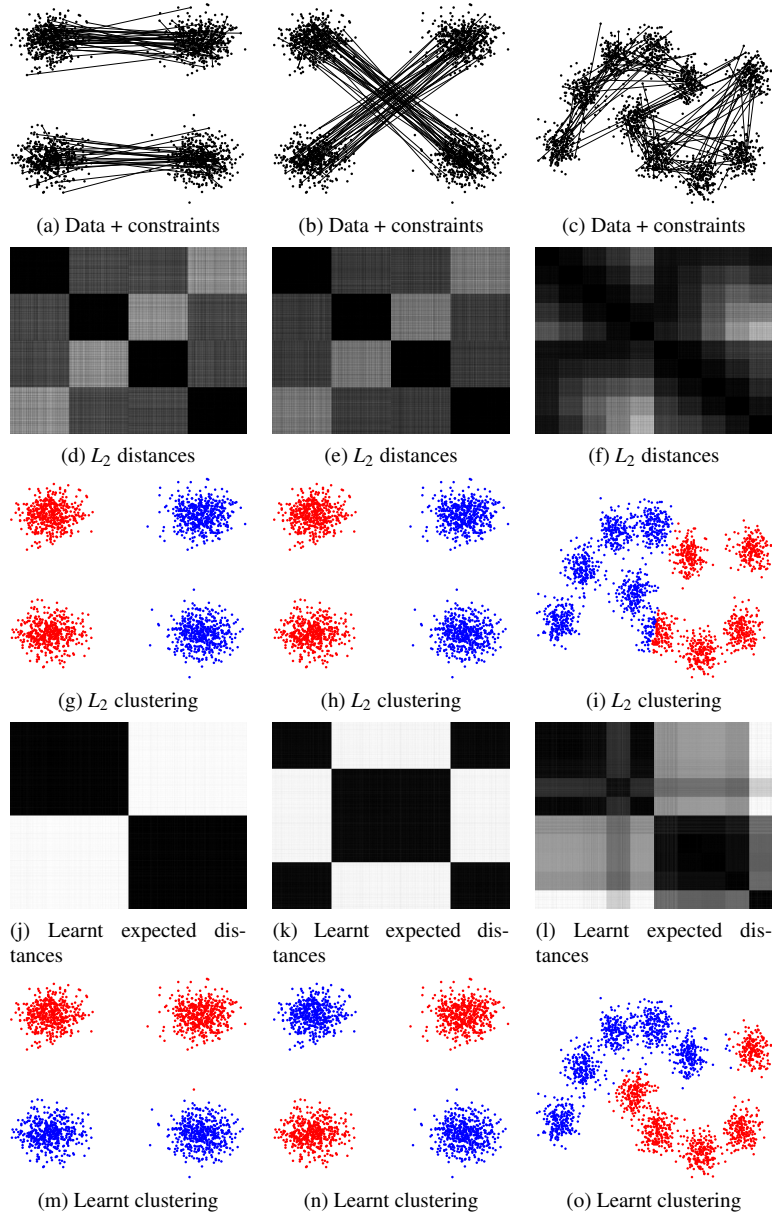 (a) Data + constraints
(b) Data + constraints
(c) Data + constraints
(d) L2 distances
(e) L2 distances
(f) L2 distances
(g) L2 clustering
(h) L2 clustering
(i) L2 clustering
(j) Learnt expected dis-
tances
(k) Learnt expected dis-
tances
(l) Learnt expected dis-
tances
(m) Learnt clustering
(n) Learnt clustering
(o) Learnt clustering